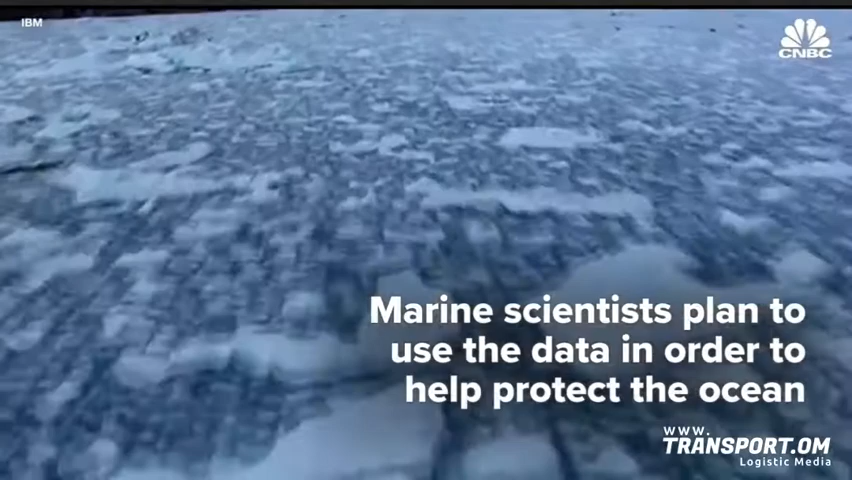 IBM
CNBC
Marine scientists plan to
use the data in order to
help protect the ocean
www.
TRANSPORT.OM
Logistic Media